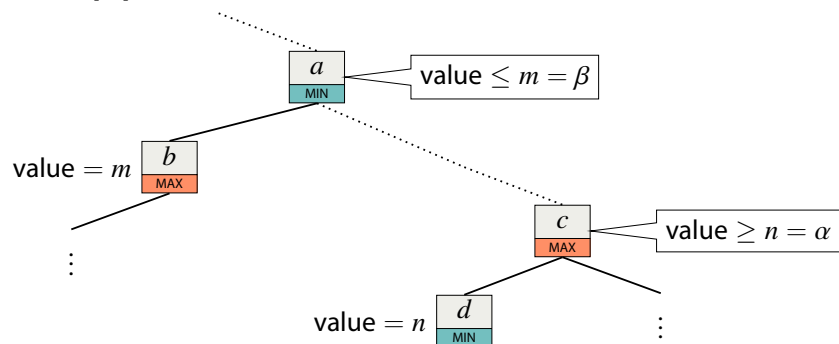 a
MIN
value ≤ m = β
value = m
b
MAX
⋮
c
MAX
value ≥ n = α
value = n
d
MIN
⋮